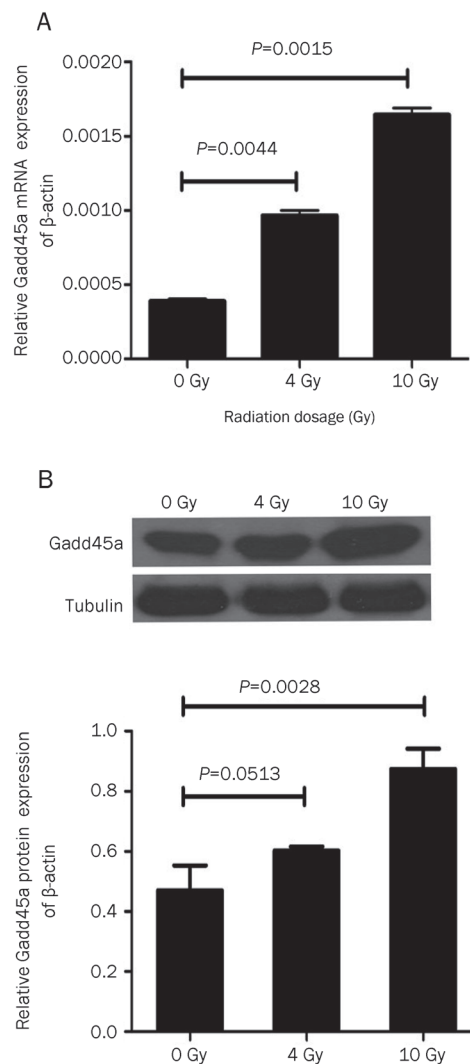 A
Relative Gadd45a mRNA expression
of β-actin
0.0020
0.0015
0.0010
0.0005
0.0000
P=0.0015
P=0.0044
0 Gy
4 Gy
10 Gy
Radiation dosage (Gy)
B
0 Gy
4 Gy
10 Gy
Gadd45a
Tubulin
Relative Gadd45a protein expression
of β-actin
1.0
0.8
0.6
0.4
0.2
0.0
P=0.0028
P=0.0513
0 Gy
4 Gy
10 Gy